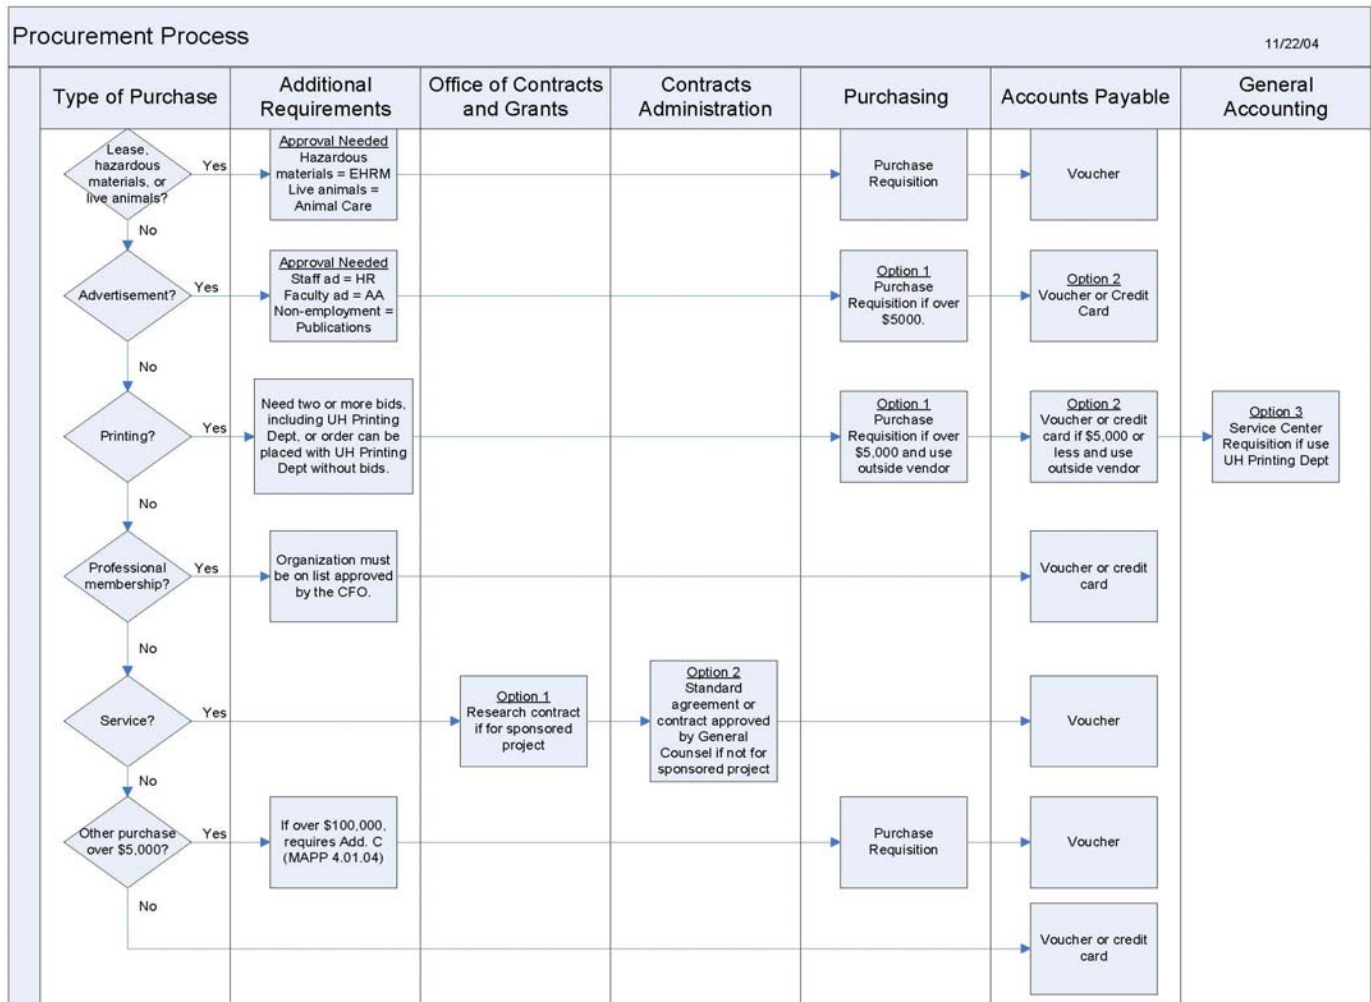 Procurement Process
11/22/04
Type of Purchase
Additional
Requirements
Office of Contracts
and Grants
Contracts
Administration
Purchasing
Accounts Payable
General
Accounting
Lease,
hazardous
materials, or
live animals?
Yes
Approval Needed
Hazardous
materials = EHRM
Live animals =
Animal Care
Purchase
Requisition
Voucher
No
Advertisement?
Yes
Approval Needed
Staff ad = HR
Faculty ad = AA
Non-employment =
Publications
Option 1
Purchase
Requisition if over
$5000.
Option 2
Voucher or Credit
Card
No
Printing?
Yes
Need two or more bids,
including UH Printing
Dept, or order can be
placed with UH Printing
Dept without bids.
Option 1
Purchase
Requisition if over
$5,000 and use
outside vendor
Option 2
Voucher or credit
card if $5,000 or
less and use
outside vendor
Option 3
Service Center
Requisition if use
UH Printing Dept
No
Professional
membership?
Yes
Organization must
be on list approved
by the CFO.
Voucher or credit
card
No
Service?
Yes
Option 1
Research contract
if for sponsored
project
Option 2
Standard
agreement or
contract approved
by General
Counsel if not for
sponsored project
Voucher
No
Other purchase
over $5,000?
Yes
If over $100,000,
requires Add. C
(MAPP 4.01.04)
Purchase
Requisition
Voucher
No
Voucher or credit
card